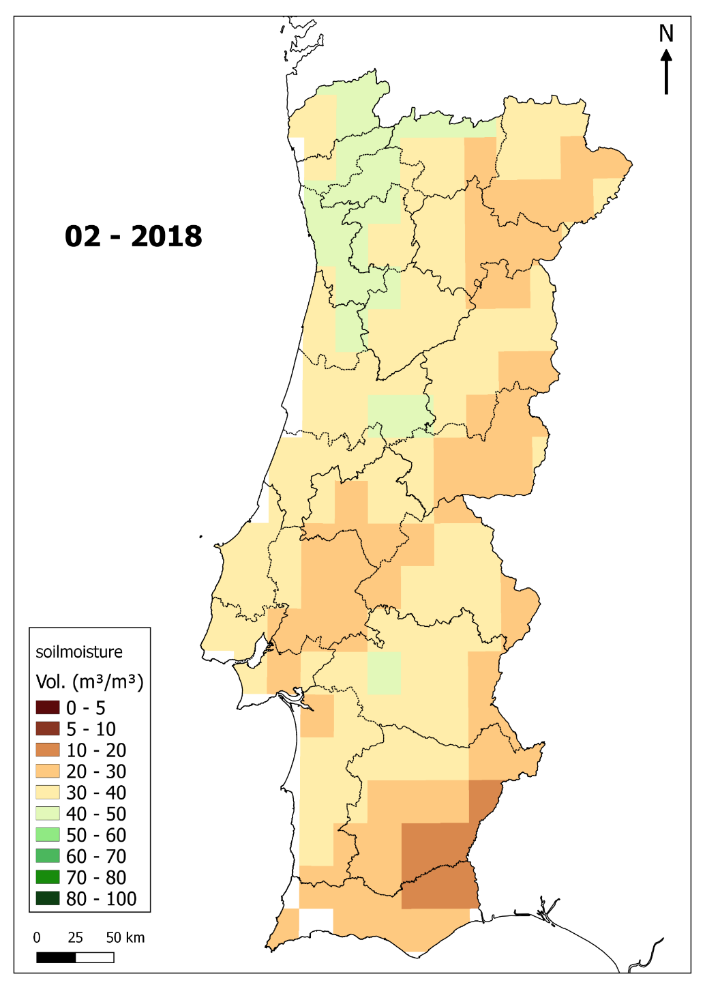 N
02 - 2018
soilmoisture
Vol. (m³/m³)
0 - 5
5 - 10
10 - 20
20 - 30
30 - 40
40 - 50
50 - 60
60 - 70
70 - 80
80 - 100
0 25 50 km